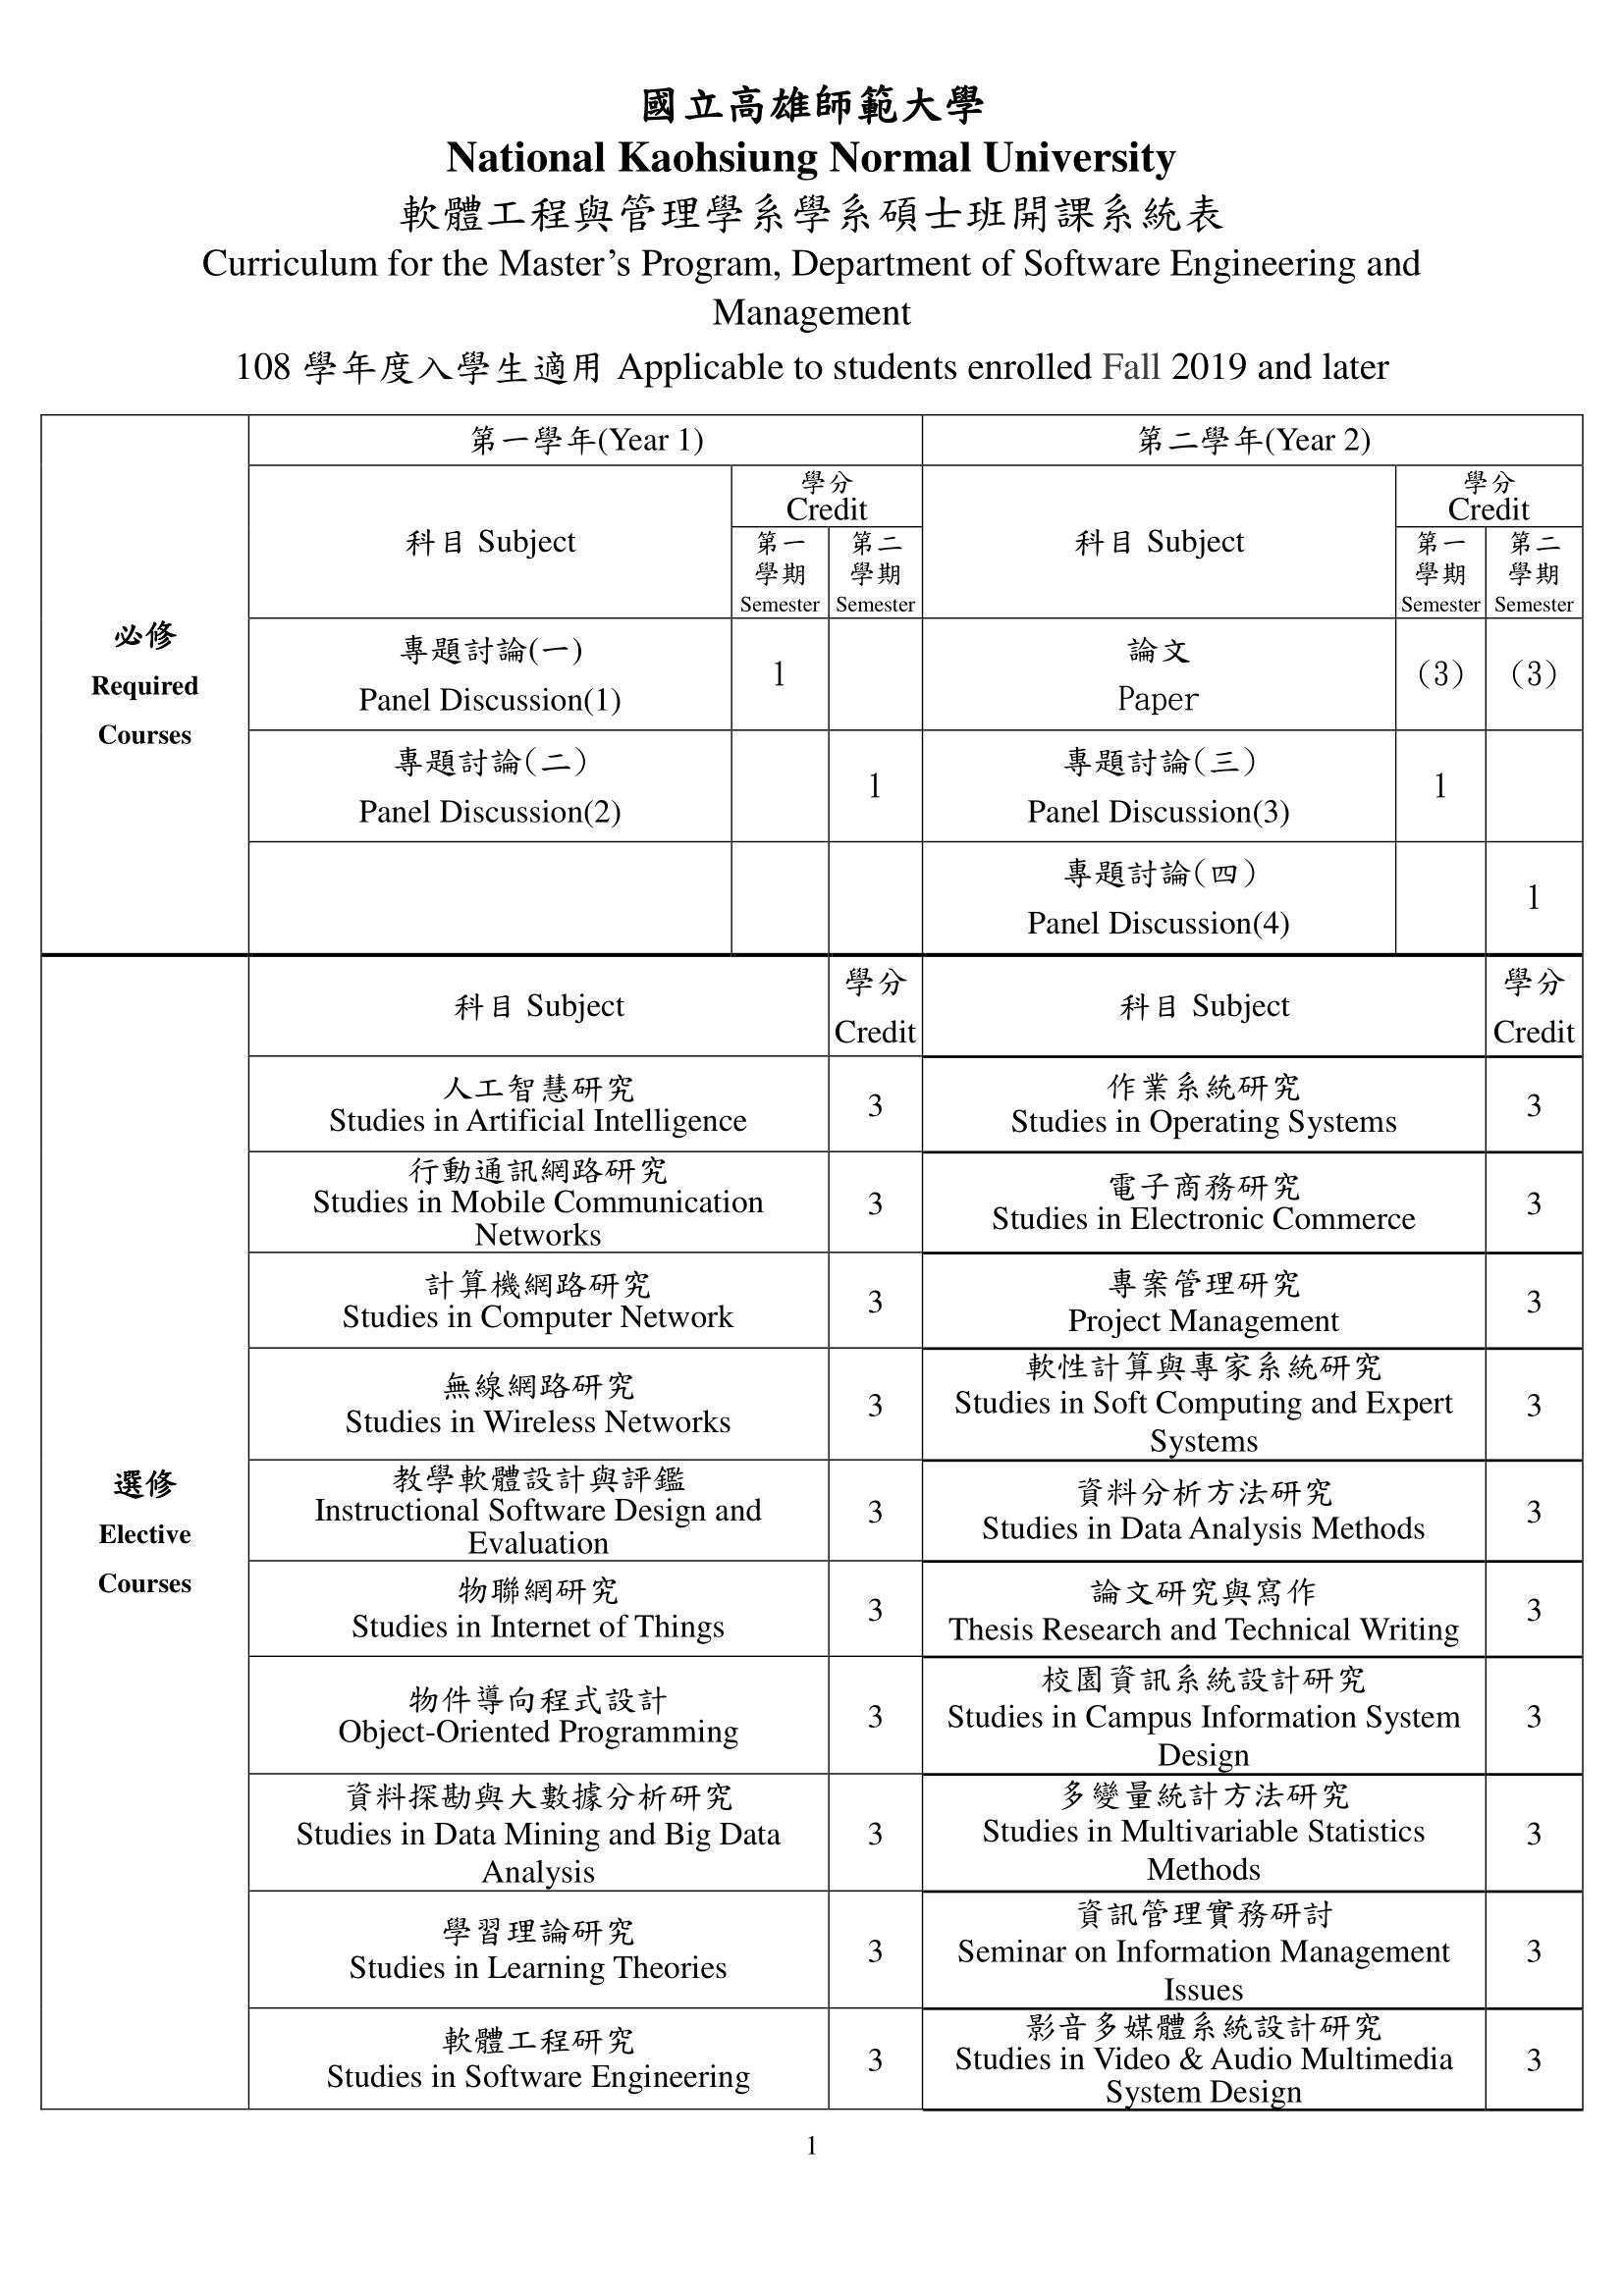 國立高雄師範大學
National Kaohsiung Normal University
軟體工程與管理學系學系碩士班開課系統表
Curriculum for the Master’s Program, Department of Software Engineering and
Management
108 學年度入學生適用 Applicable to students enrolled Fall 2019 and later
必修
Required
Courses
第一學年(Year 1)
第二學年(Year 2)
科目 Subject
學分
Credit
科目 Subject
學分
Credit
第一
學期
Semester
第二
學期
Semester
第一
學期
Semester
第二
學期
Semester
專題討論(一)
Panel Discussion(1)
1
論文
Paper
(3)
(3)
專題討論(二)
Panel Discussion(2)
1
專題討論(三)
Panel Discussion(3)
1
專題討論(四)
Panel Discussion(4)
1
選修
Elective
Courses
科目 Subject
學分
Credit
科目 Subject
學分
Credit
人工智慧研究
Studies in Artificial Intelligence
3
作業系統研究
Studies in Operating Systems
3
行動通訊網路研究
Studies in Mobile Communication
Networks
3
電子商務研究
Studies in Electronic Commerce
3
計算機網路研究
Studies in Computer Network
3
專案管理研究
Project Management
3
無線網路研究
Studies in Wireless Networks
3
軟性計算與專家系統研究
Studies in Soft Computing and Expert
Systems
3
教學軟體設計與評鑑
Instructional Software Design and
Evaluation
3
資料分析方法研究
Studies in Data Analysis Methods
3
物聯網研究
Studies in Internet of Things
3
論文研究與寫作
Thesis Research and Technical Writing
3
物件導向程式設計
Object-Oriented Programming
3
校園資訊系統設計研究
Studies in Campus Information System
Design
3
資料探勘與大數據分析研究
Studies in Data Mining and Big Data
Analysis
3
多變量統計方法研究
Studies in Multivariable Statistics
Methods
3
學習理論研究
Studies in Learning Theories
3
資訊管理實務研討
Seminar on Information Management
Issues
3
軟體工程研究
Studies in Software Engineering
3
影音多媒體系統設計研究
Studies in Video & Audio Multimedia
System Design
3
1